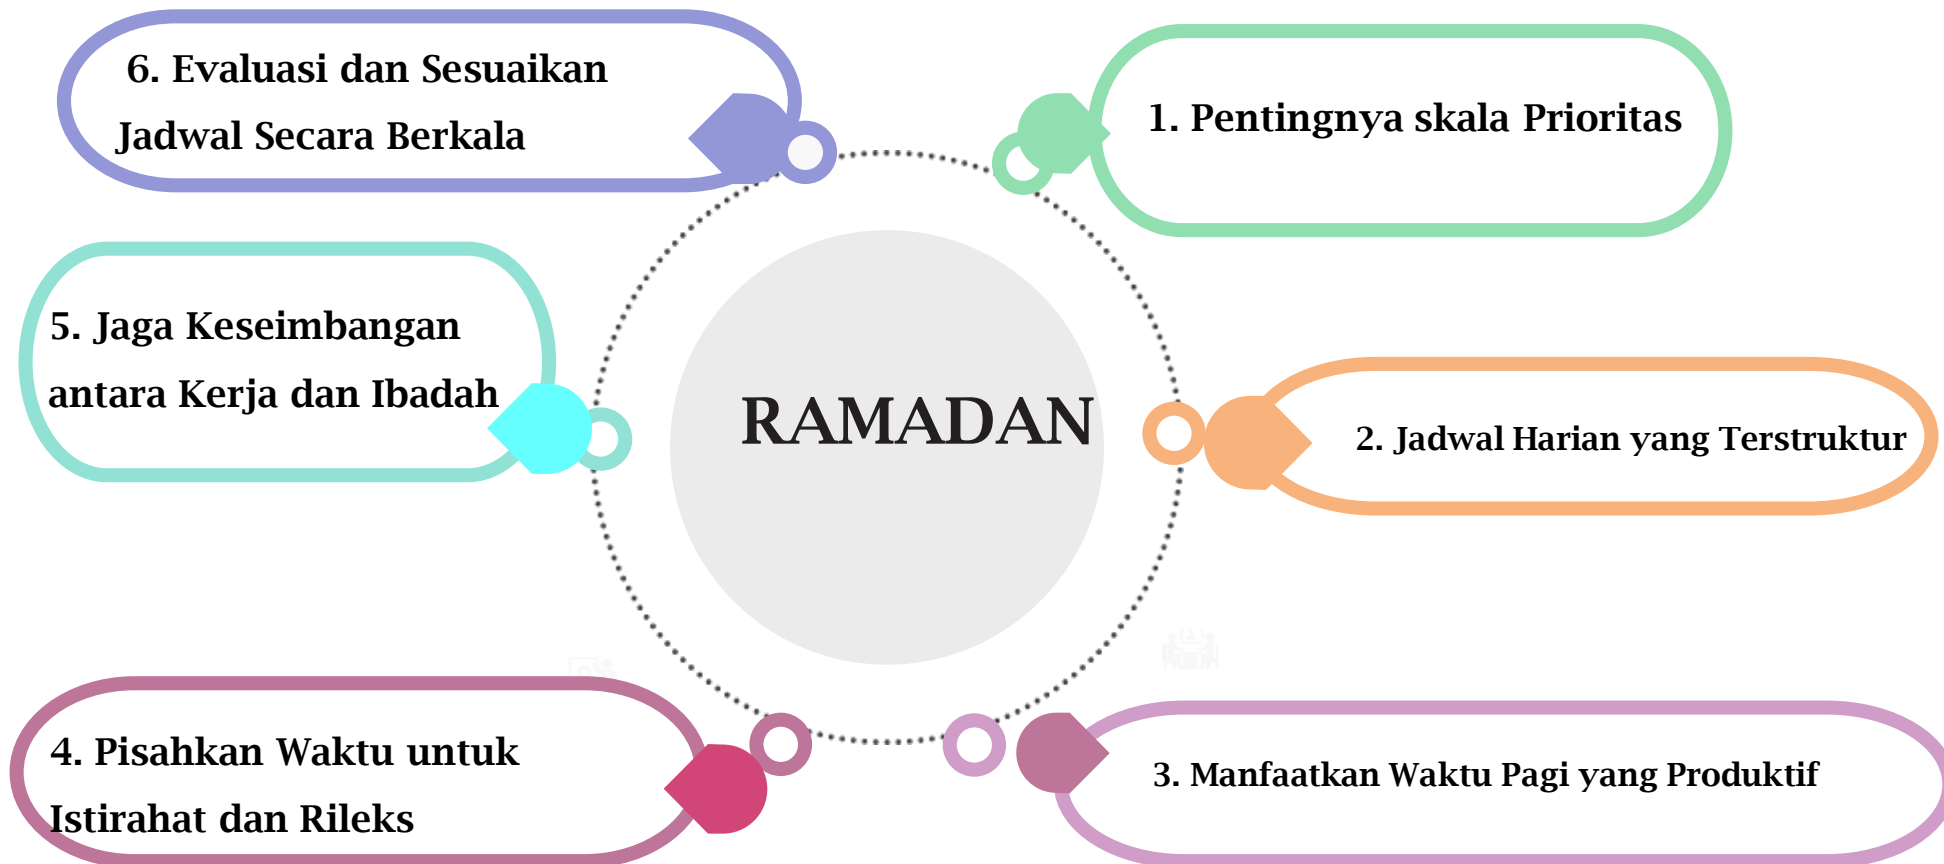 RAMADAN
1. Pentingnya skala Prioritas
2. Jadwal Harian yang Terstruktur
3. Manfaatkan Waktu Pagi yang Produktif
4. Pisahkan Waktu untuk
Istirahat dan Rileks
5. Jaga Keseimbangan
antara Kerja dan Ibadah
6. Evaluasi dan Sesuaikan
Jadwal Secara Berkala